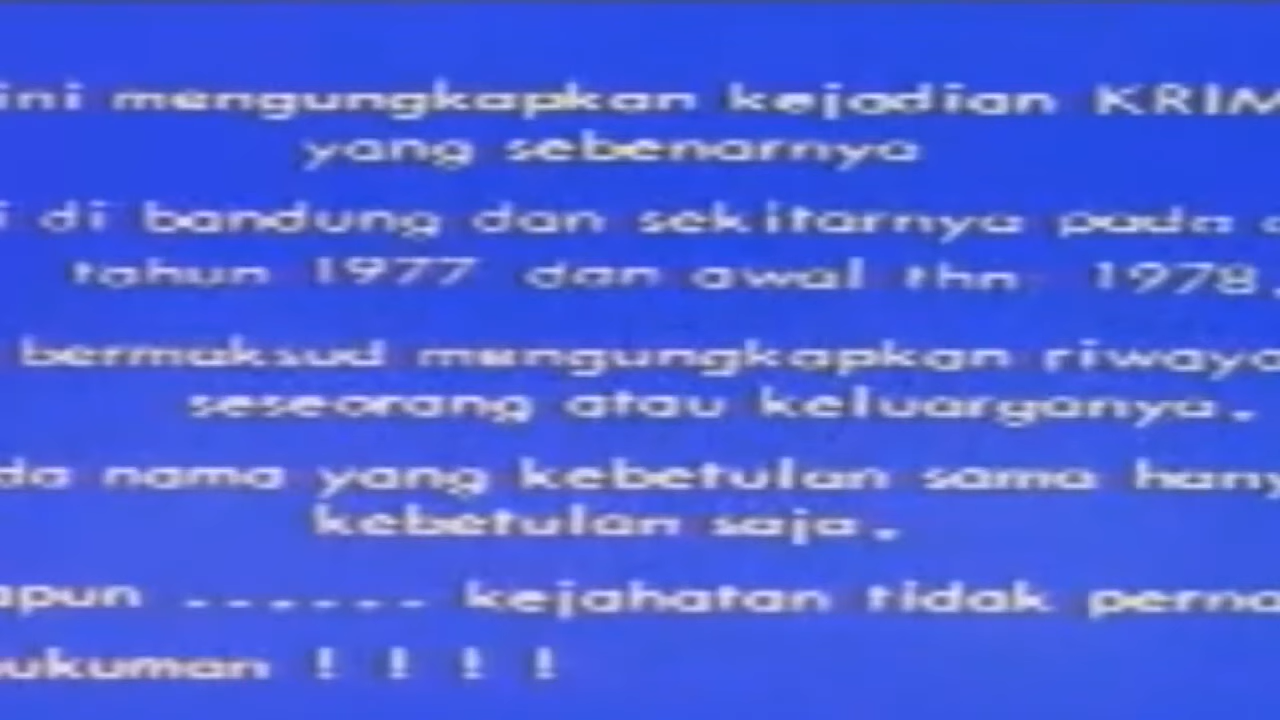 ini mengungkapkan kejadian KRIM
yang sebenarnya
i di bandung dan sekitarnya pada
tahun 1977 dan awal thn 1978.
bermaksud mengungkapkan riwaya
seseorang atau keluarganya.
da nama yang kebetulan sama hany
kebetulan saja.
apun ------ kejahatan tidak perna
ukuman ! ! ! !